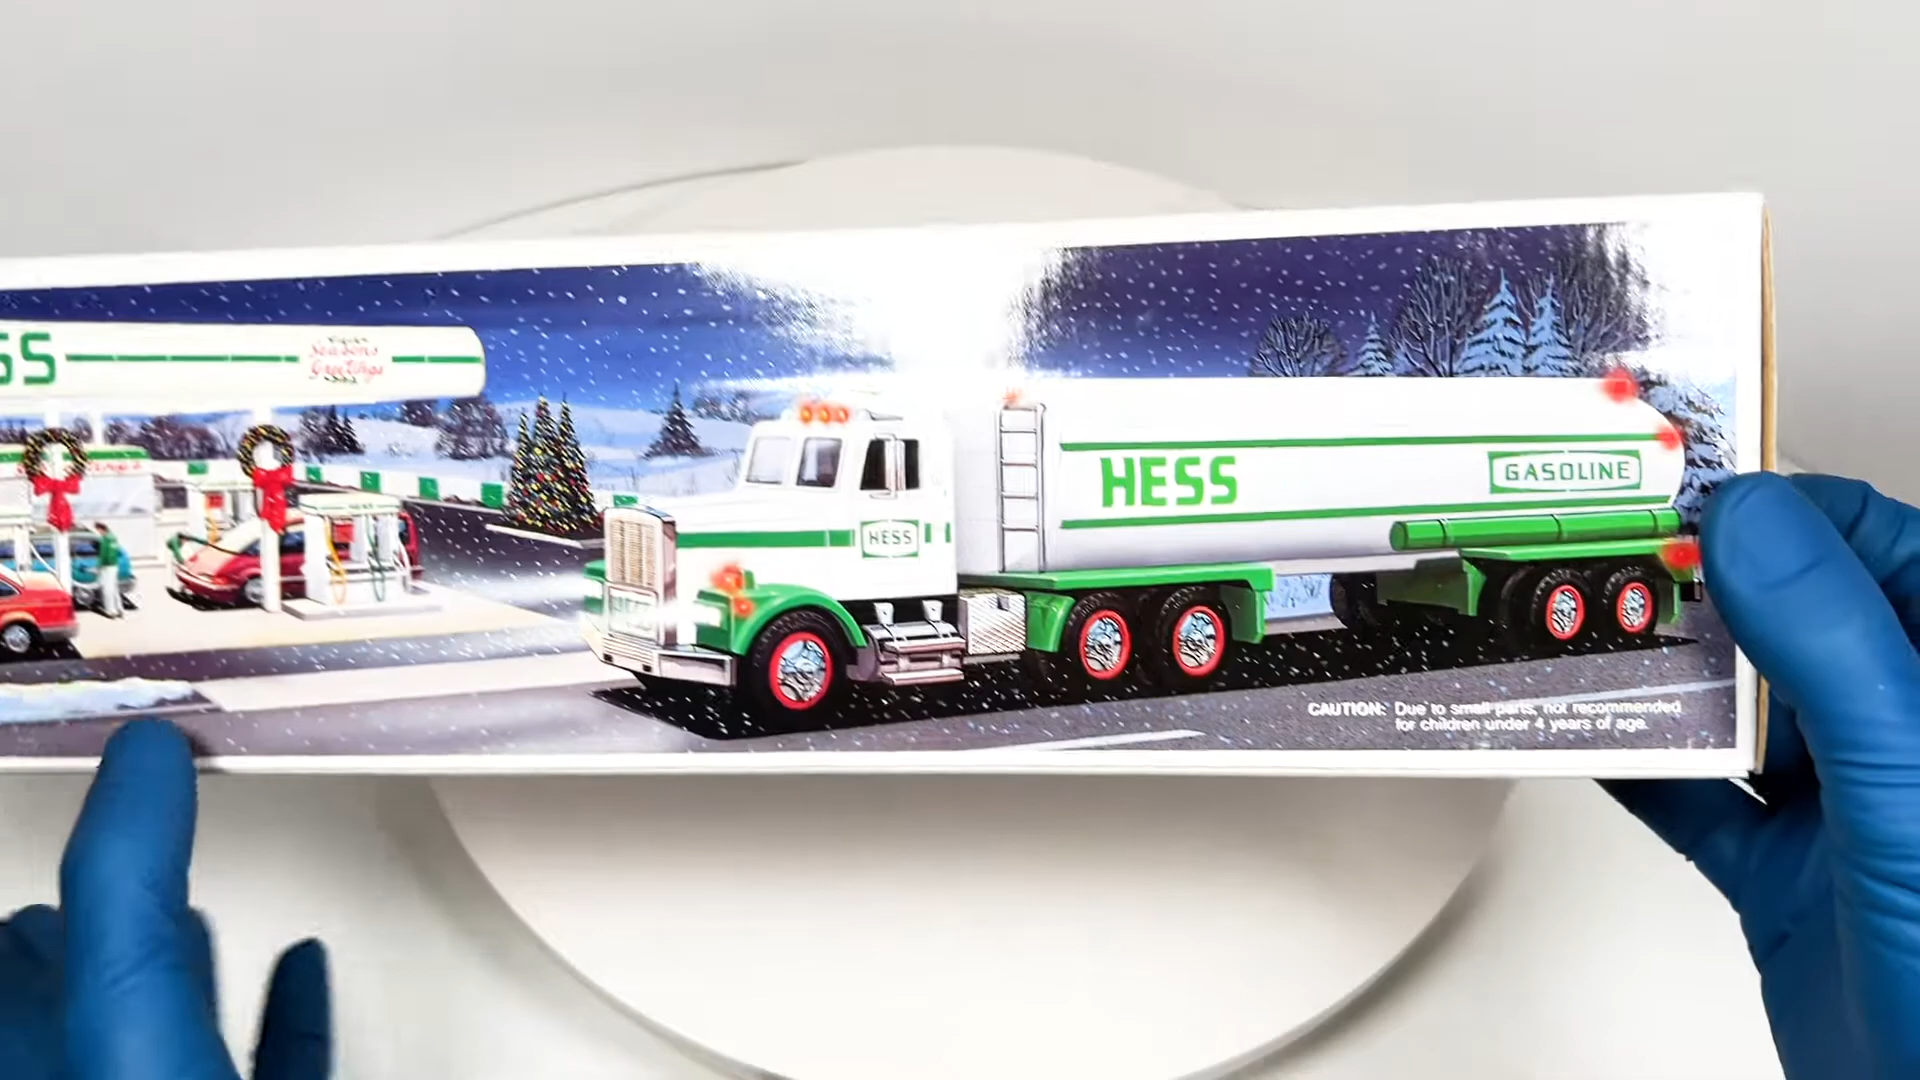 SS
Season's
Greetings
HESS
HESS
HESS
GASOLINE
CAUTION: Due to small parts, not recommended
for children under 4 years of age.